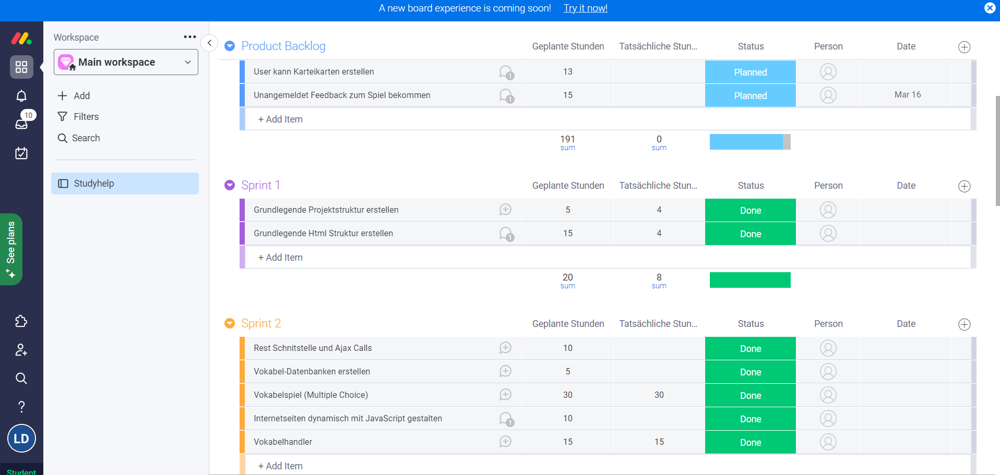 A new board experience is coming soon! Try it now!
Workspace
Main workspace
Add
Filters
Search
Studyhelp
10
See plans
LD
Student
Product Backlog Geplante Stunden Tatsächliche Stun... Status Person Date
User kann Karteikarten erstellen 1 13 Planned
Unangemeldet Feedback zum Spiel bekommen 1 15 Planned Mar 16
+ Add Item
191 0
sum sum
Sprint 1 Geplante Stunden Tatsächliche Stun... Status Person Date
Grundlegende Projektstruktur erstellen 5 4 Done
Grundlegende Html Struktur erstellen 1 15 4 Done
+ Add Item
20 8
sum sum
Sprint 2 Geplante Stunden Tatsächliche Stun... Status Person Date
Rest Schnitstelle und Ajax Calls 10 Done
Vokabel-Datenbanken erstellen 5 Done
Vokabelspiel (Multiple Choice) 30 30 Done
Internetseiten dynamisch mit JavaScript gestalten 1 10 Done
Vokabelhandler 15 15 Done
+ Add Item